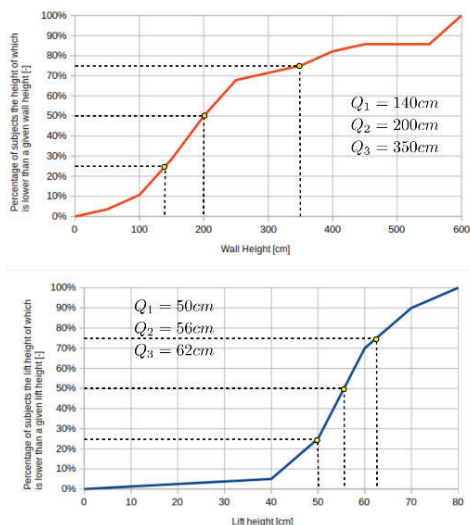 Percentage of subjects the height of which
is lower than a given wall height [-]
100%
90%
80%
70%
60%
50%
40%
30%
20%
10%
0%
Q1 = 140cm
Q2 = 200cm
Q3 = 350cm
0 100 200 300 400 500 600
Wall Height [cm]
Percentage of subjects the lift height of which
is lower than a given lift height [-]
100%
90%
80%
70%
60%
50%
40%
30%
20%
10%
0%
Q1 = 50cm
Q2 = 56cm
Q3 = 62cm
0 10 20 30 40 50 60 70 80
Lift height [cm]